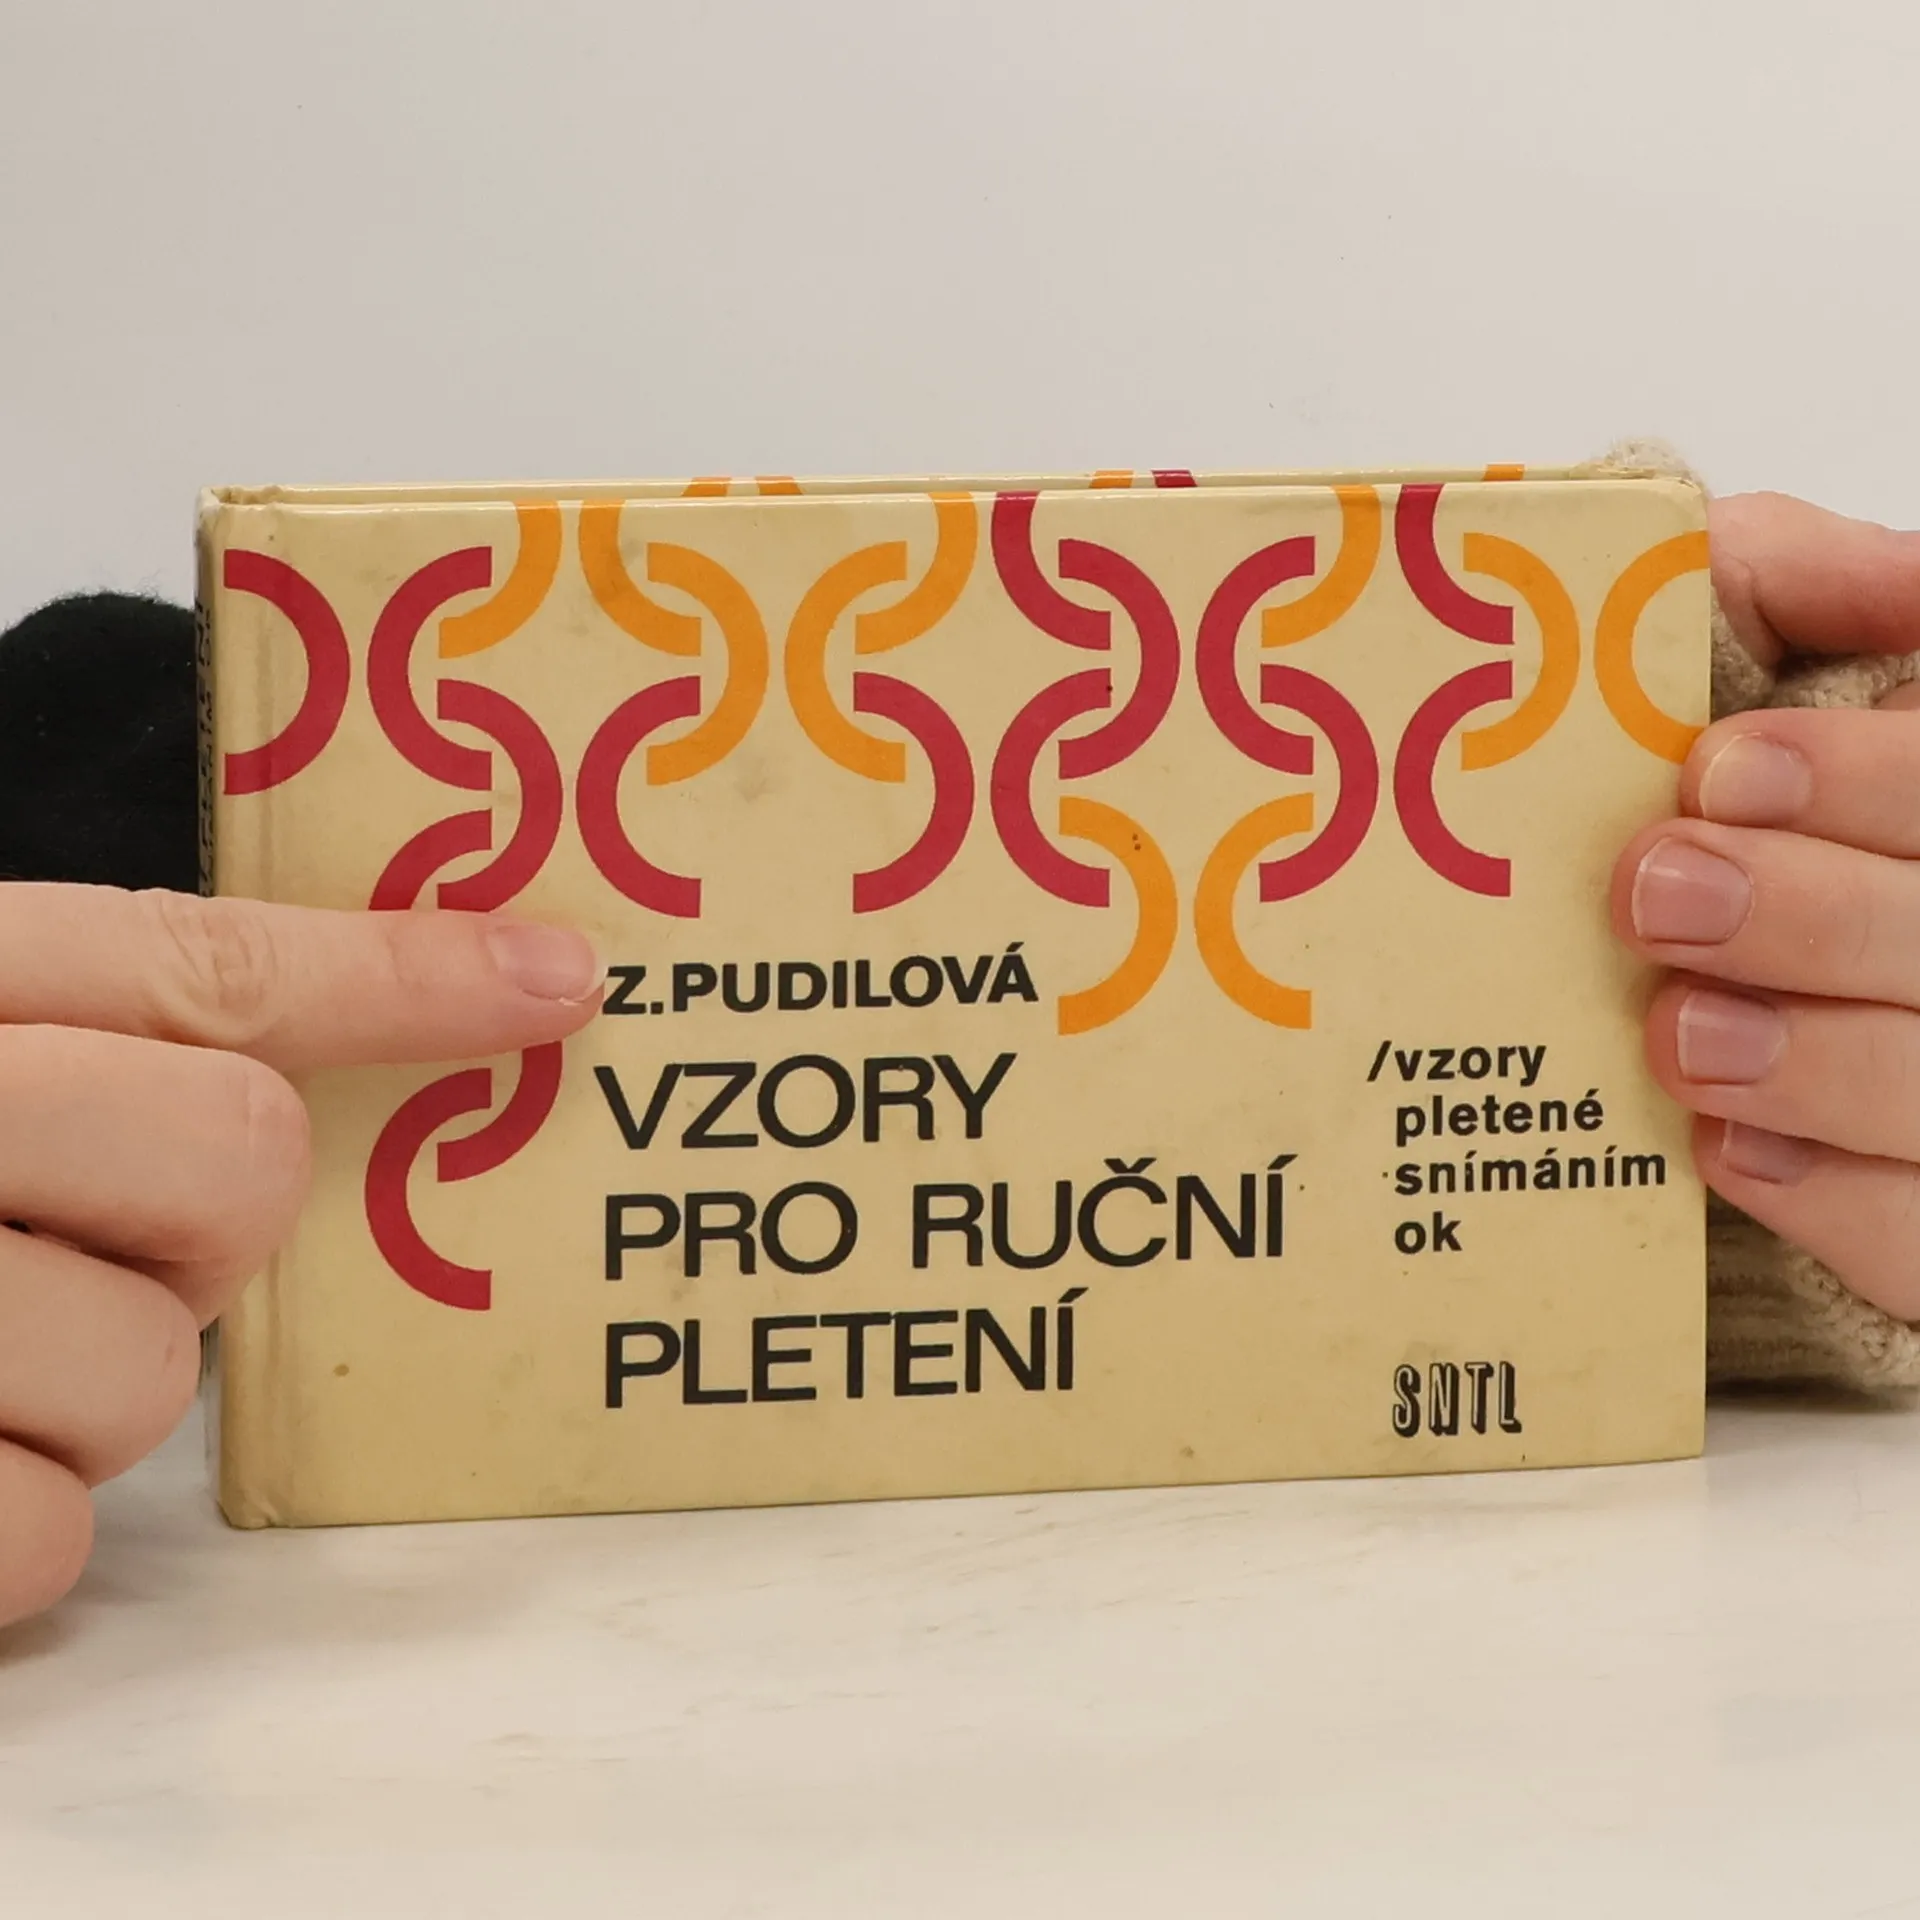 Z. PUDILOVÁ
VZORY
PRO RUČNÍ
PLETENÍ
/vzory
pletené
snímáním
ok
SNTL